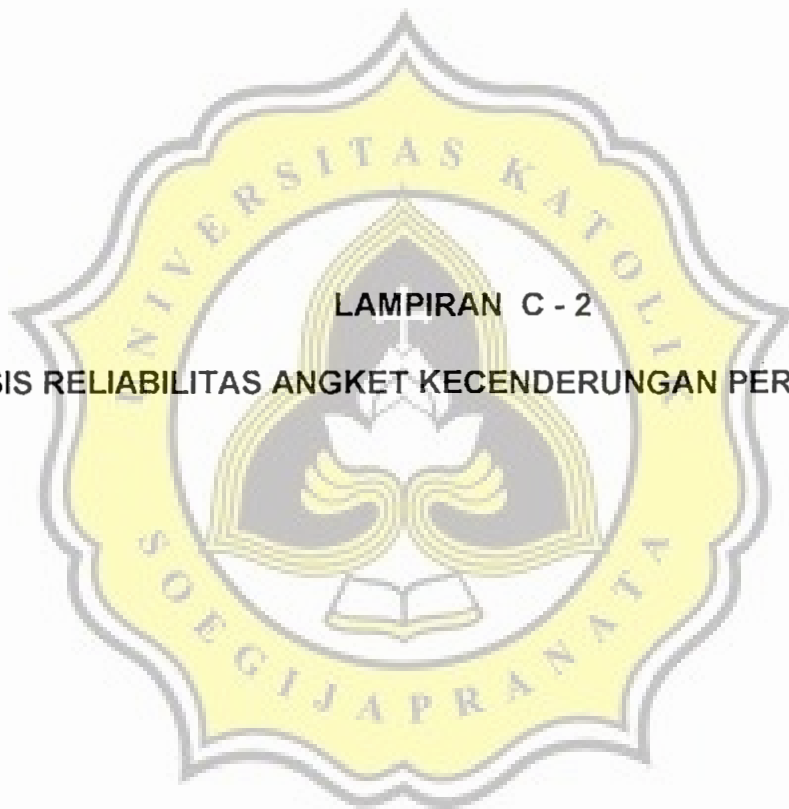 UNIVERSITAS KATOLIK
LAMPIRAN C - 2
SIS RELIABILITAS ANGKET KECENDERUNGAN PER
SOEGIJAPRANATA